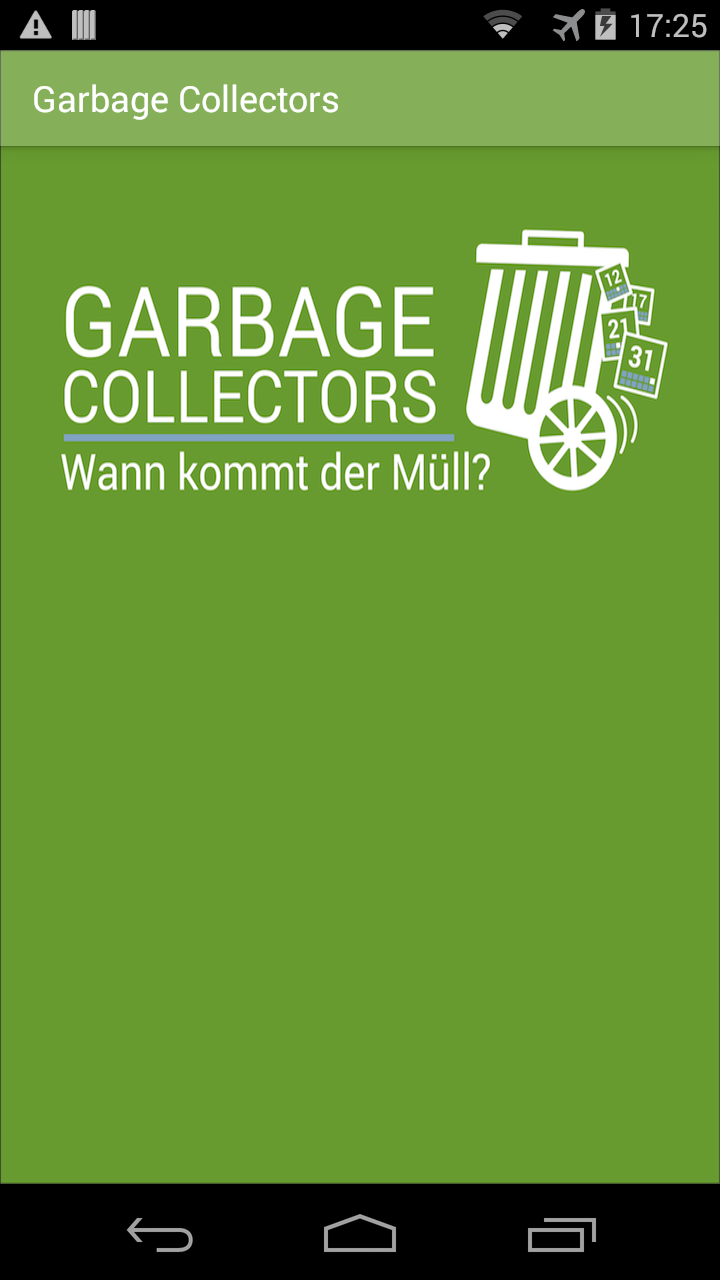 17:25
Garbage Collectors
GARBAGE
COLLECTORS
Wann kommt der Müll?
12
17
21
31